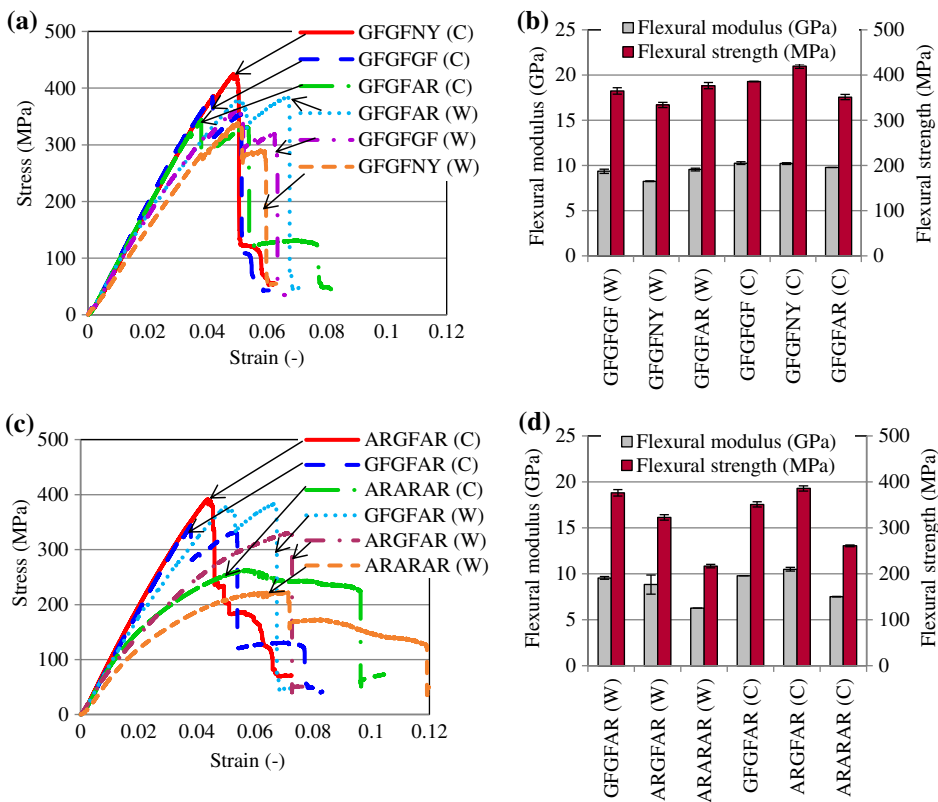 (a)
500
400
300
200
100
0
Stress (MPa)
0
0.02
0.04
0.06
0.08
0.1
0.12
Strain (-)
GFGFNY (C)
GFGFGF (C)
GFGFAR (C)
GFGFAR (W)
GFGFGF (W)
GFGFNY (W)
(b)
25
20
15
10
5
0
Flexural modulus (GPa)
Flexural modulus (GPa)
Flexural strength (MPa)
500
400
300
200
100
0
Flexural strength (MPa)
GFGFGF (W)
GFGFNY (W)
GFGFAR (W)
GFGFGF (C)
GFGFNY (C)
GFGFAR (C)
(c)
500
400
300
200
100
0
Stress (MPa)
0
0.02
0.04
0.06
0.08
0.1
0.12
Strain (-)
ARGFAR (C)
GFGFAR (C)
ARARAR (C)
GFGFAR (W)
ARGFAR (W)
ARARAR (W)
(d)
25
20
15
10
5
0
Flexural modulus (GPa)
Flexural modulus (GPa)
Flexural strength (MPa)
500
400
300
200
100
0
Flexural strength (MPa)
GFGFAR (W)
ARGFAR (W)
ARARAR (W)
GFGFAR (C)
ARGFAR (C)
ARARAR (C)